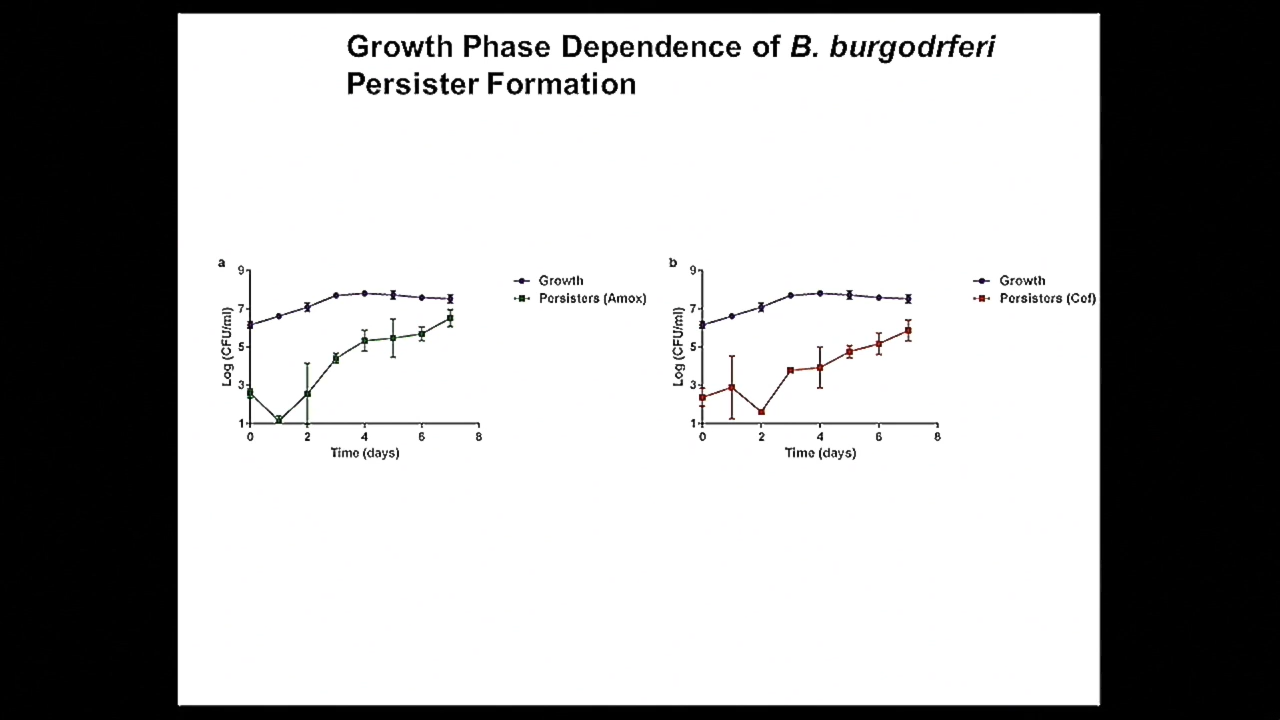 Growth Phase Dependence of B. burgodrferi
Persister Formation
a
9
7
5
3
1
Log (CFU/ml)
0 2 4 6 8
Time (days)
Growth
Persisters (Amox)
b
9
7
5
3
1
Log (CFU/ml)
0 2 4 6 8
Time (days)
Growth
Persisters (Cef)